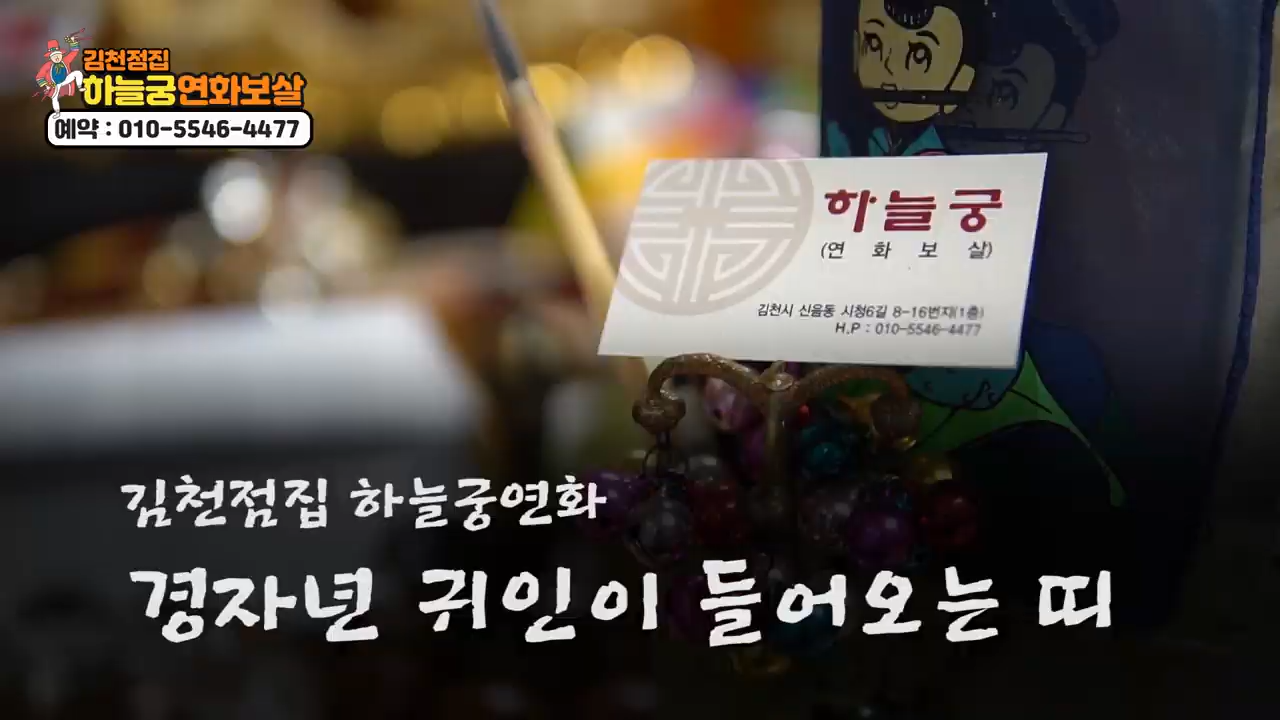 김천점집
하늘궁연화보살
예약 : 010-5546-4477
하늘궁
(연 화 보 살)
김천시 신음동 시청6길 8-16번지(1층)
H.P : 010-5546-4477
김천점집 하늘궁연화
경자년 귀인이 들어오는 띠